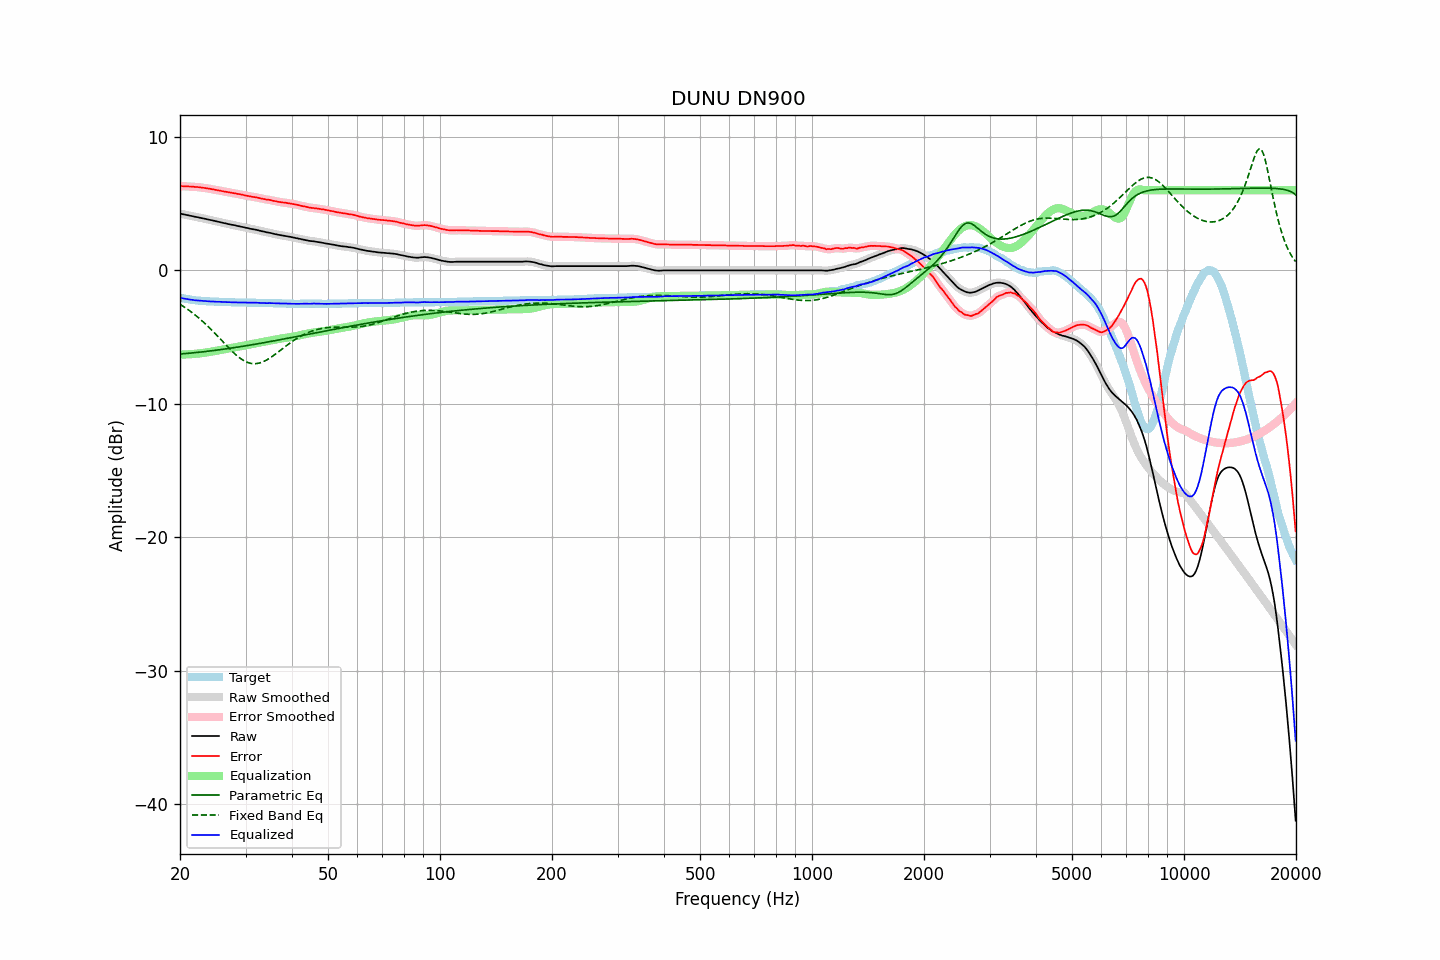 DUNU DN900
Amplitude (dBr)
10
0
−10
−20
−30
−40
Target
Raw Smoothed
Error Smoothed
Raw
Error
Equalization
Parametric Eq
Fixed Band Eq
Equalized
20 50 100 200 500 1000 2000 5000 10000 20000
Frequency (Hz)